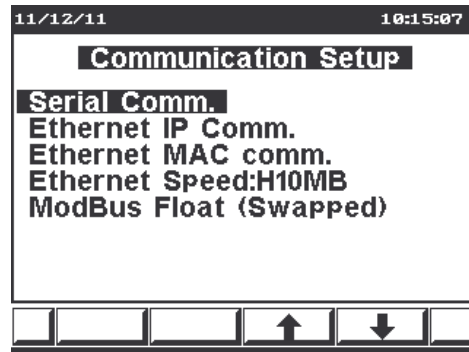 11/12/11 10:15:07
Communication Setup
Serial Comm.
Ethernet IP Comm.
Ethernet MAC comm.
Ethernet Speed:H10MB
ModBus Float (Swapped)